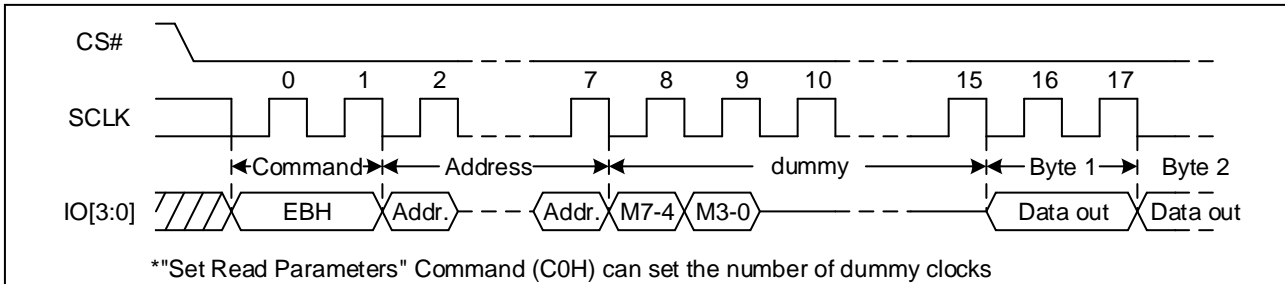 CS#
0 1 2 7 8 9 10 15 16 17
SCLK
Command Address dummy Byte 1 Byte 2
IO[3:0] EBH Addr. Addr. M7-4 M3-0 Data out Data out
*"Set Read Parameters" Command (C0H) can set the number of dummy clocks